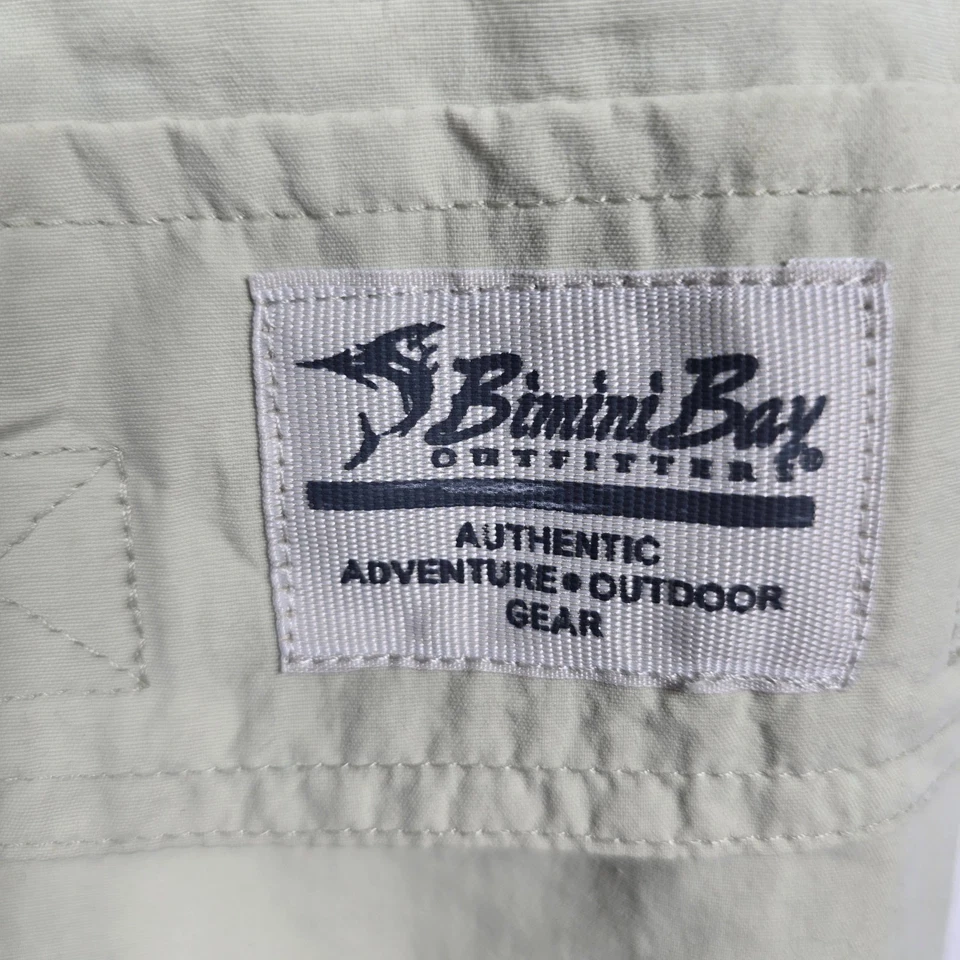 Bimini Bay
OUTFITTERS®
AUTHENTIC
ADVENTURE • OUTDOOR
GEAR